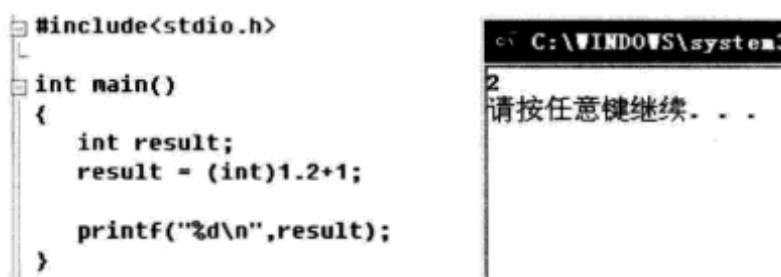 #include<stdio.h>
int main()
{
int result;
result = (int)1.2+1;
printf("%d\n",result);
}
C:\WINDOWS\system3
2
请按任意键继续. . .